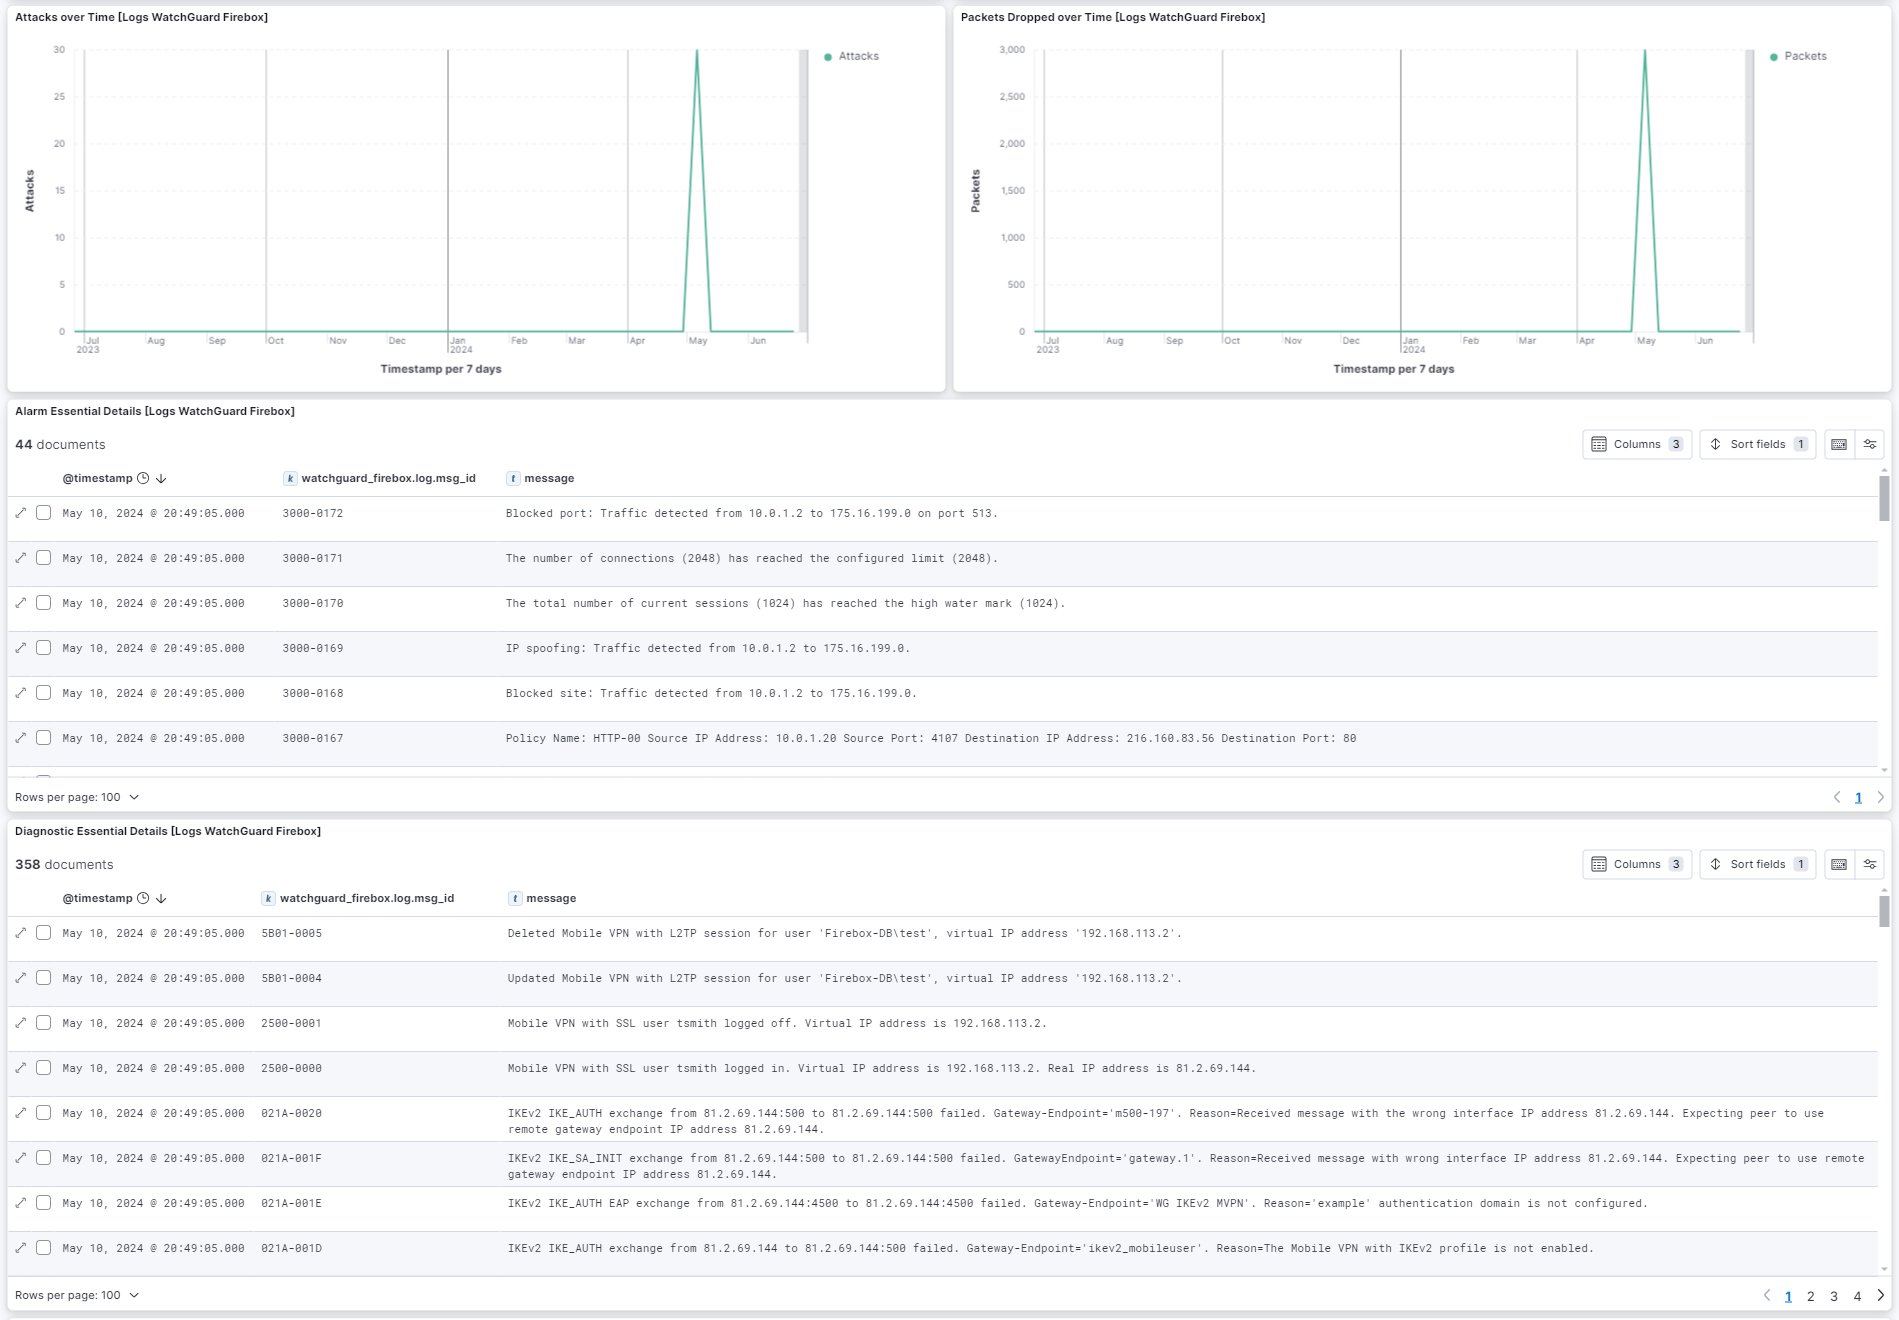 Attacks over Time [Logs WatchGuard Firebox]
30
25
20
15
10
5
0
Attacks
Jul
2023
Aug
Sep
Oct
Nov
Dec
Jan
2024
Feb
Mar
Apr
May
Jun
Timestamp per 7 days
Attacks
Packets Dropped over Time [Logs WatchGuard Firebox]
3,000
2,500
2,000
1,500
1,000
500
0
Packets
Jul
2023
Aug
Sep
Oct
Nov
Dec
Jan
2024
Feb
Mar
Apr
May
Jun
Timestamp per 7 days
Packets
Alarm Essential Details [Logs WatchGuard Firebox]
44 documents
Columns 3
Sort fields 1
@timestamp k watchguard_firebox.log.msg_id t message
May 10, 2024 @ 20:49:05.000 3000-0172 Blocked port: Traffic detected from 10.0.1.2 to 175.16.199.0 on port 513.
May 10, 2024 @ 20:49:05.000 3000-0171 The number of connections (2048) has reached the configured limit (2048).
May 10, 2024 @ 20:49:05.000 3000-0170 The total number of current sessions (1024) has reached the high water mark (1024).
May 10, 2024 @ 20:49:05.000 3000-0169 IP spoofing: Traffic detected from 10.0.1.2 to 175.16.199.0.
May 10, 2024 @ 20:49:05.000 3000-0168 Blocked site: Traffic detected from 10.0.1.2 to 175.16.199.0.
May 10, 2024 @ 20:49:05.000 3000-0167 Policy Name: HTTP-00 Source IP Address: 10.0.1.20 Source Port: 4107 Destination IP Address: 216.160.83.56 Destination Port: 80
Rows per page: 100
1
Diagnostic Essential Details [Logs WatchGuard Firebox]
358 documents
Columns 3
Sort fields 1
@timestamp k watchguard_firebox.log.msg_id t message
May 10, 2024 @ 20:49:05.000 5B01-0005 Deleted Mobile VPN with L2TP session for user 'Firebox-DB\test', virtual IP address '192.168.113.2'.
May 10, 2024 @ 20:49:05.000 5B01-0004 Updated Mobile VPN with L2TP session for user 'Firebox-DB\test', virtual IP address '192.168.113.2'.
May 10, 2024 @ 20:49:05.000 2500-0001 Mobile VPN with SSL user tsmith logged off. Virtual IP address is 192.168.113.2.
May 10, 2024 @ 20:49:05.000 2500-0000 Mobile VPN with SSL user tsmith logged in. Virtual IP address is 192.168.113.2. Real IP address is 81.2.69.144.
May 10, 2024 @ 20:49:05.000 021A-0020 IKEv2 IKE_AUTH exchange from 81.2.69.144:500 to 81.2.69.144:500 failed. Gateway-Endpoint='m500-197'. Reason=Received message with the wrong interface IP address 81.2.69.144. Expecting peer to use
remote gateway endpoint IP address 81.2.69.144.
May 10, 2024 @ 20:49:05.000 021A-001F IKEv2 IKE_SA_INIT exchange from 81.2.69.144:500 to 81.2.69.144:500 failed. GatewayEndpoint='gateway.1'. Reason=Received message with wrong interface IP address 81.2.69.144. Expecting peer to use remote
gateway endpoint IP address 81.2.69.144.
May 10, 2024 @ 20:49:05.000 021A-001E IKEv2 IKE_AUTH EAP exchange from 81.2.69.144:4500 to 81.2.69.144:4500 failed. Gateway-Endpoint='WG IKEv2 MVPN'. Reason='example' authentication domain is not configured.
May 10, 2024 @ 20:49:05.000 021A-001D IKEv2 IKE_AUTH exchange from 81.2.69.144 to 81.2.69.144:500 failed. Gateway-Endpoint='ikev2_mobileuser'. Reason=The Mobile VPN with IKEv2 profile is not enabled.
Rows per page: 100
1 2 3 4